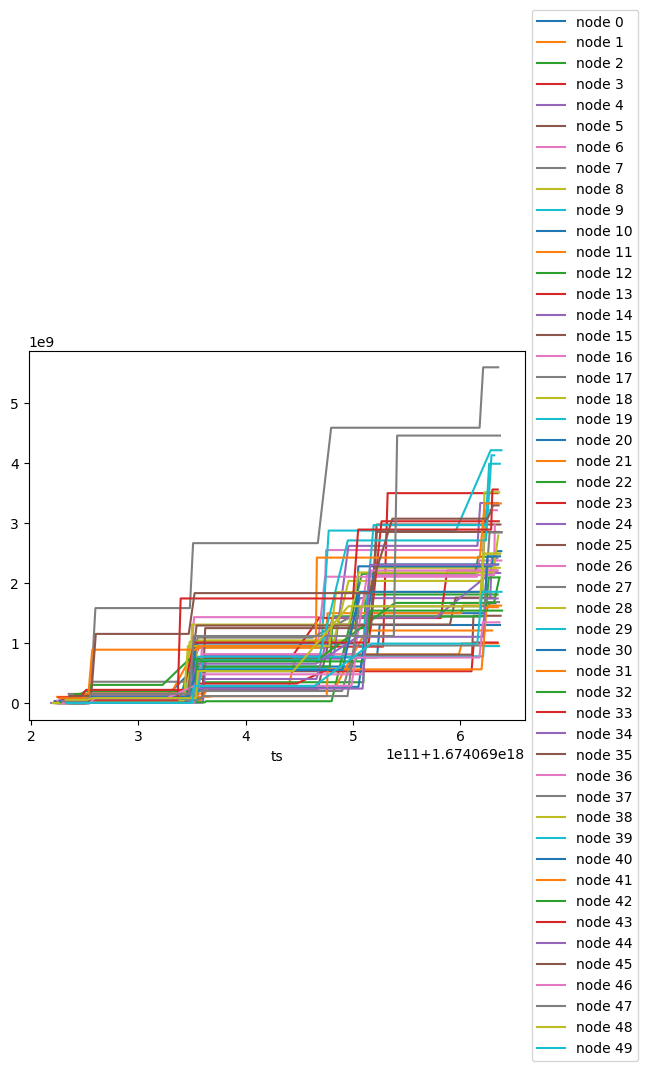 1e9
5
4
3
2
1
0
2
3
4
5
6
ts
1e11+1.674069e18
node 0
node 1
node 2
node 3
node 4
node 5
node 6
node 7
node 8
node 9
node 10
node 11
node 12
node 13
node 14
node 15
node 16
node 17
node 18
node 19
node 20
node 21
node 22
node 23
node 24
node 25
node 26
node 27
node 28
node 29
node 30
node 31
node 32
node 33
node 34
node 35
node 36
node 37
node 38
node 39
node 40
node 41
node 42
node 43
node 44
node 45
node 46
node 47
node 48
node 49